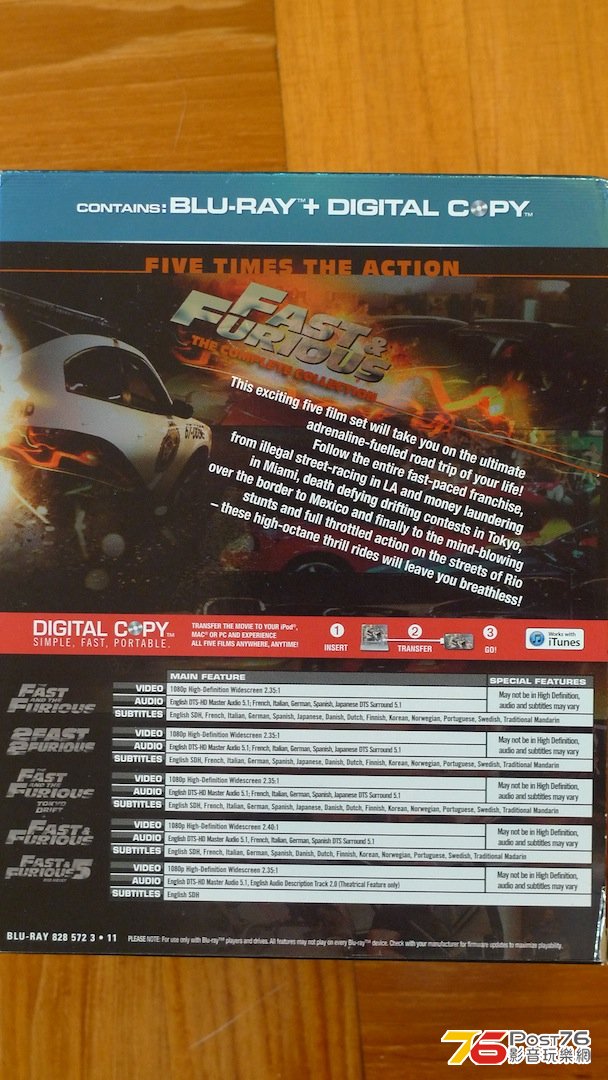 CONTAINS: BLU-RAY™ + DIGITAL COPY™
FIVE TIMES THE ACTION
FAST &
FURIOUS
THE COMPLETE COLLECTION
This exciting five film set will take you on the ultimate
adrenaline-fuelled road trip of your life!
Follow the entire fast-paced franchise,
from illegal street-racing in LA and money laundering
in Miami, death defying drifting contests in Tokyo,
over the border to Mexico and finally to the mind-blowing
stunts and full throttled action on the streets of Rio
– these high-octane thrill rides will leave you breathless!
DIGITAL COPY™
SIMPLE, FAST, PORTABLE.
TRANSFER THE MOVIE TO YOUR iPod®,
MAC® OR PC AND EXPERIENCE
ALL FIVE FILMS ANYWHERE, ANYTIME!
1 INSERT
2 TRANSFER
3 GO!
Works with
iTunes
MAIN FEATURE
SPECIAL FEATURES
THE FAST AND THE FURIOUS
VIDEO 1080p High-Definition Widescreen 2.35:1
AUDIO English DTS-HD Master Audio 5.1; French, Italian, German, Spanish, Japanese DTS Surround 5.1
SUBTITLES English SDH, French, Italian, German, Spanish, Japanese, Danish, Dutch, Finnish, Korean, Norwegian, Portuguese, Swedish, Traditional Mandarin
May not be in High Definition,
audio and subtitles may vary
2 FAST 2 FURIOUS
VIDEO 1080p High-Definition Widescreen 2.35:1
AUDIO English DTS-HD Master Audio 5.1; French, Italian, German, Spanish, Japanese DTS Surround 5.1
SUBTITLES English SDH, French, Italian, German, Spanish, Japanese, Danish, Dutch, Finnish, Korean, Norwegian, Portuguese, Swedish, Traditional Mandarin
May not be in High Definition,
audio and subtitles may vary
THE FAST AND THE FURIOUS TOKYO DRIFT
VIDEO 1080p High-Definition Widescreen 2.35:1
AUDIO English DTS-HD Master Audio 5.1; French, Italian, German, Spanish, Japanese DTS Surround 5.1
SUBTITLES English SDH, French, Italian, German, Spanish, Japanese, Danish, Dutch, Finnish, Korean, Norwegian, Portuguese, Swedish, Traditional Mandarin
May not be in High Definition,
audio and subtitles may vary
FAST & FURIOUS
VIDEO 1080p High-Definition Widescreen 2.40:1
AUDIO English DTS-HD Master Audio 5.1, French, Italian, German, Spanish DTS Surround 5.1
SUBTITLES English SDH, French, Italian, German, Spanish, Danish, Dutch, Finnish, Korean, Norwegian, Portuguese, Swedish, Traditional Madarin
May not be in High Definition,
audio and subtitles may vary
FAST & FURIOUS 5
VIDEO 1080p High-Definition Widescreen 2.35:1
AUDIO English DTS-HD Master Audio 5.1, English Audio Description Track 2.0 (Theatrical Feature only)
SUBTITLES English SDH
May not be in High Definition,
audio and subtitles may vary
BLU-RAY 828 572 3 • 11
PLEASE NOTE: For use only with Blu-ray™ players and drives. All features may not play on every Blu-ray™ device. Check with your manufacturer for firmware updates to maximize playability.
76 Post76
影音玩樂網